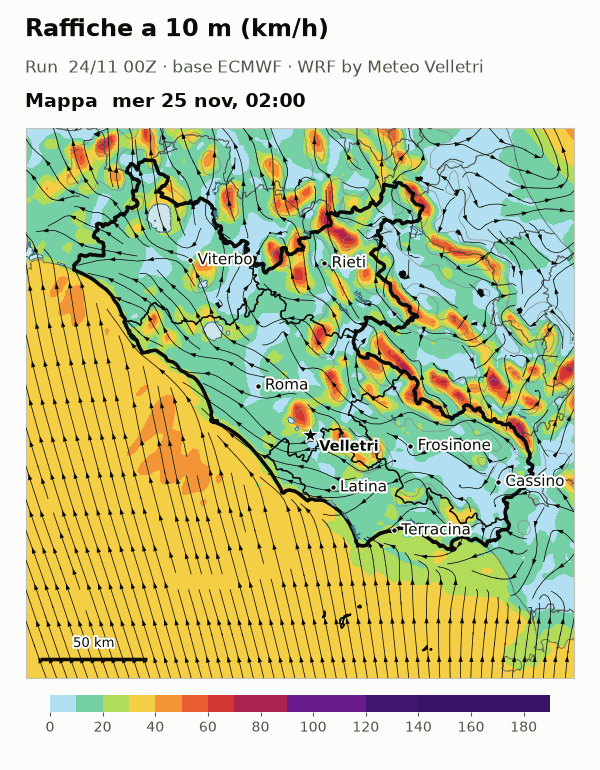 Raffiche a 10 m (km/h)
Run  24/11 00Z · base ECMWF · WRF by Meteo Velletri
Mappa  mer 25 nov, 02:00
Viterbo
Rieti
Roma
Velletri
Frosinone
Cassino
Latina
Terracina
50 km
0 20 40 60 80 100 120 140 160 180